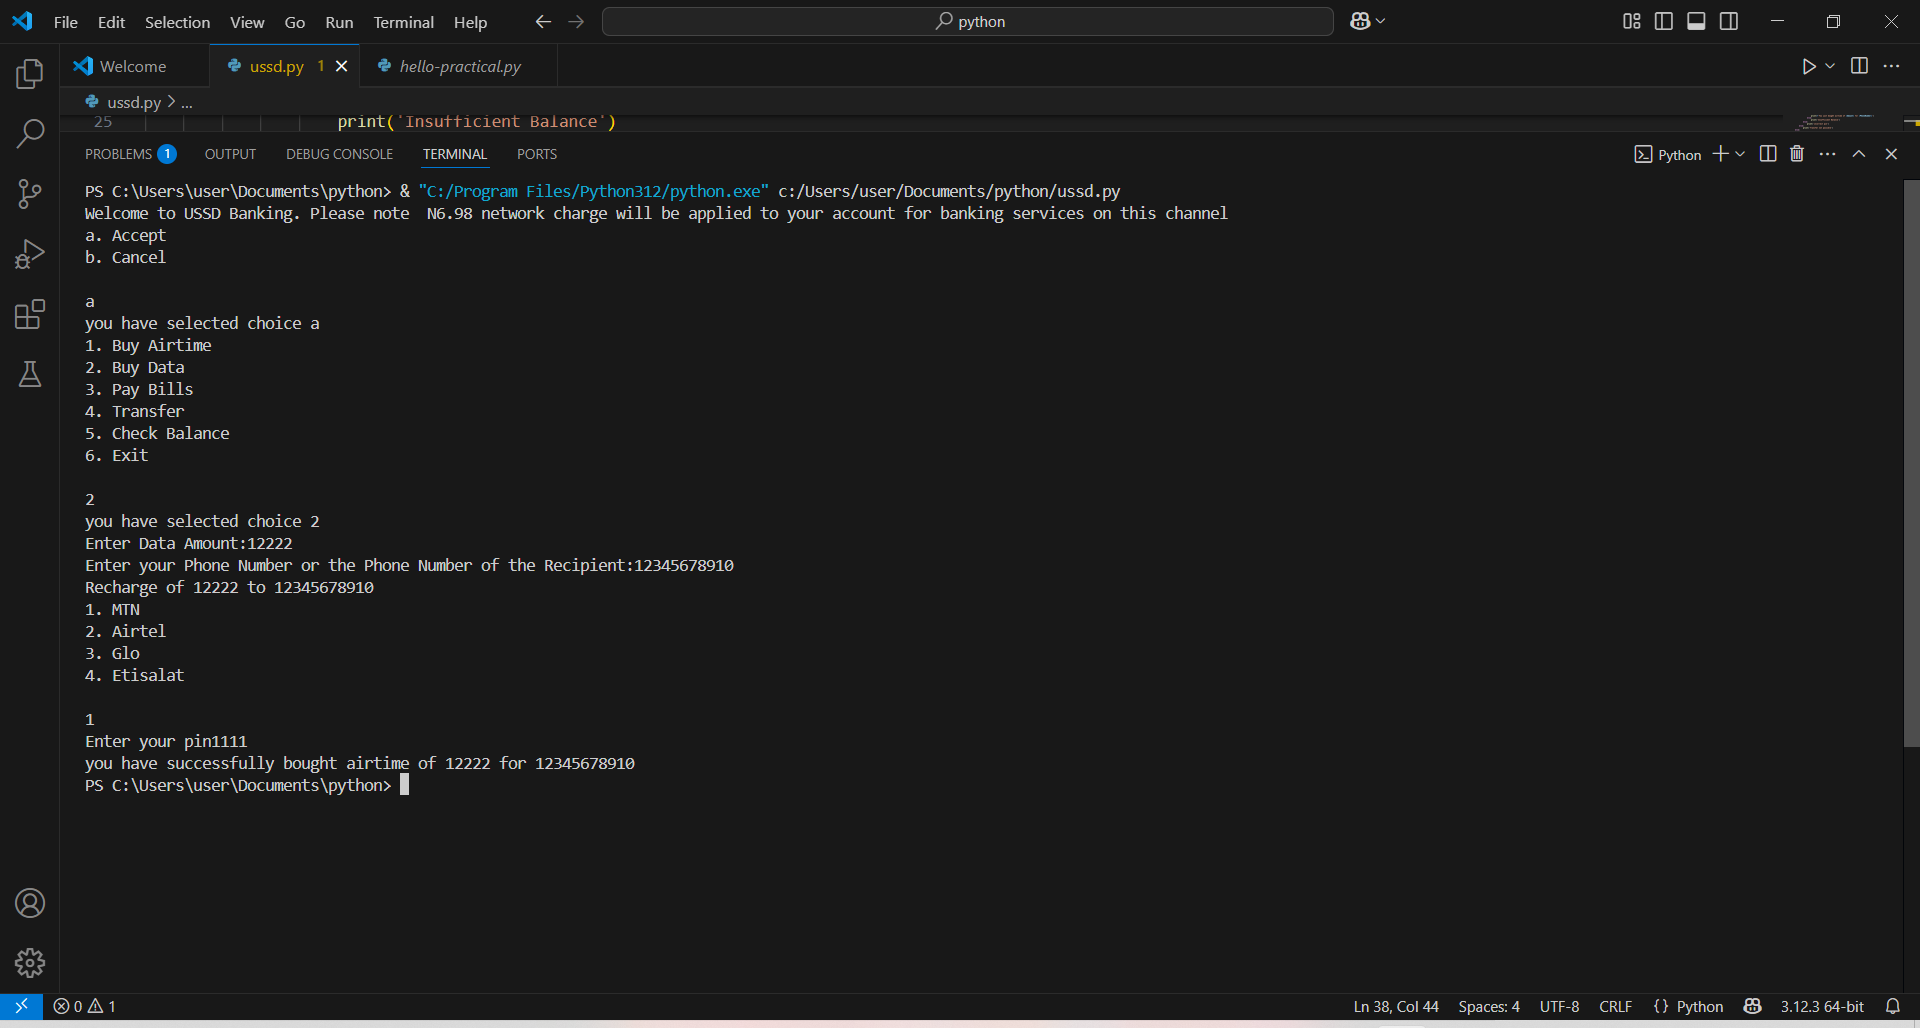 File Edit Selection View Go Run Terminal Help python
Welcome ussd.py 1 hello-practical.py
ussd.py > ...
25 print('Insufficient Balance')
PROBLEMS 1 OUTPUT DEBUG CONSOLE TERMINAL PORTS Python
PS C:\Users\user\Documents\python> & "C:/Program Files/Python312/python.exe" c:/Users/user/Documents/python/ussd.py
Welcome to USSD Banking. Please note  N6.98 network charge will be applied to your account for banking services on this channel
a. Accept
b. Cancel
a
you have selected choice a
1. Buy Airtime
2. Buy Data
3. Pay Bills
4. Transfer
5. Check Balance
6. Exit
2
you have selected choice 2
Enter Data Amount:12222
Enter your Phone Number or the Phone Number of the Recipient:12345678910
Recharge of 12222 to 12345678910
1. MTN
2. Airtel
3. Glo
4. Etisalat
1
Enter your pin1111
you have successfully bought airtime of 12222 for 12345678910
PS C:\Users\user\Documents\python>
0 1 Ln 38, Col 44 Spaces: 4 UTF-8 CRLF {} Python 3.12.3 64-bit